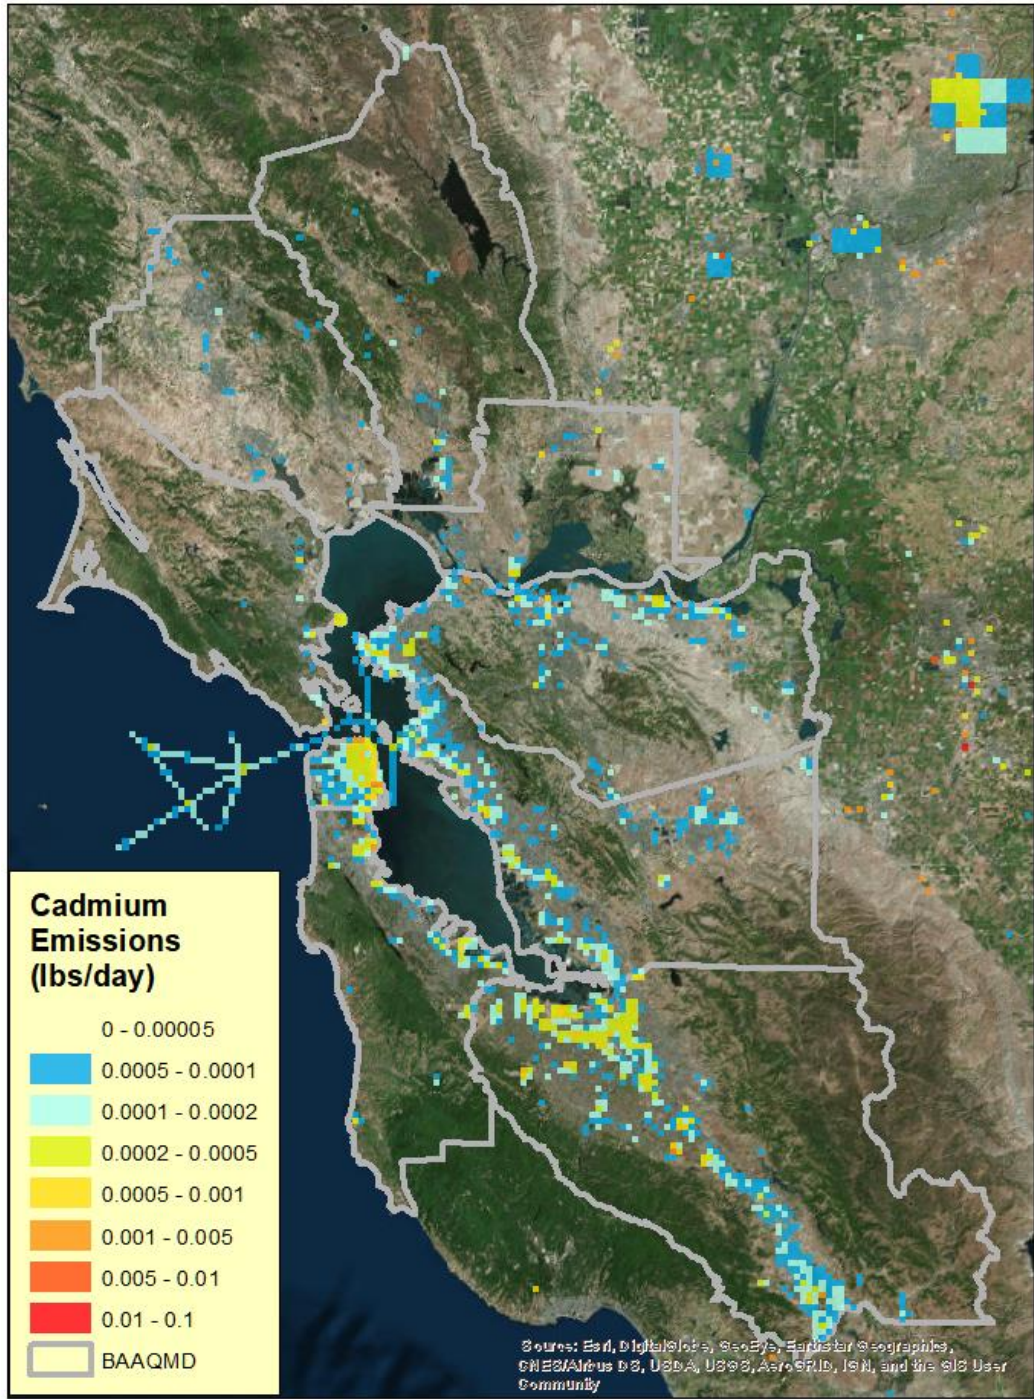 Cadmium
Emissions
(lbs/day)
0 - 0.00005
0.0005 - 0.0001
0.0001 - 0.0002
0.0002 - 0.0005
0.0005 - 0.001
0.001 - 0.005
0.005 - 0.01
0.01 - 0.1
BAAQMD
Source: Esri, DigitalGlobe, GeoEye, Earthstar Geographics,
CNES/Airbus DS, USDA, USGS, AeroGRID, IGN, and the GIS User
Community